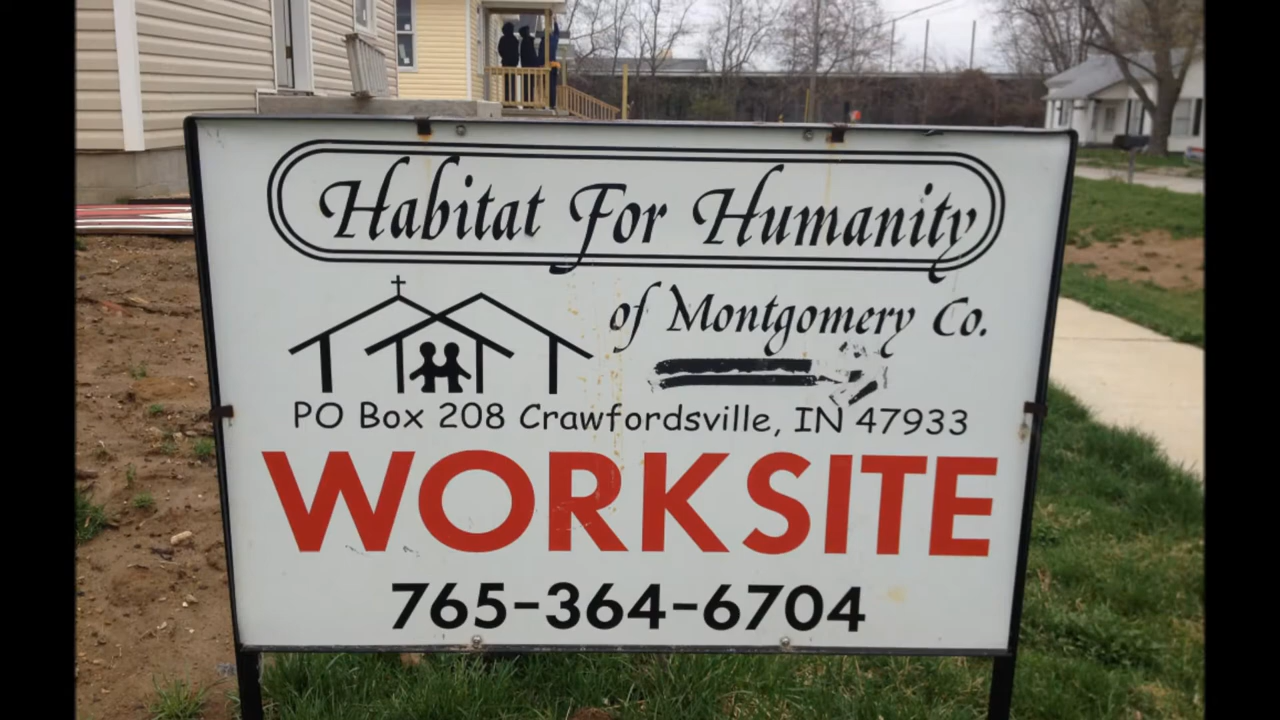 Habitat For Humanity
of Montgomery Co.
PO Box 208 Crawfordsville, IN 47933
WORKSITE
765-364-6704